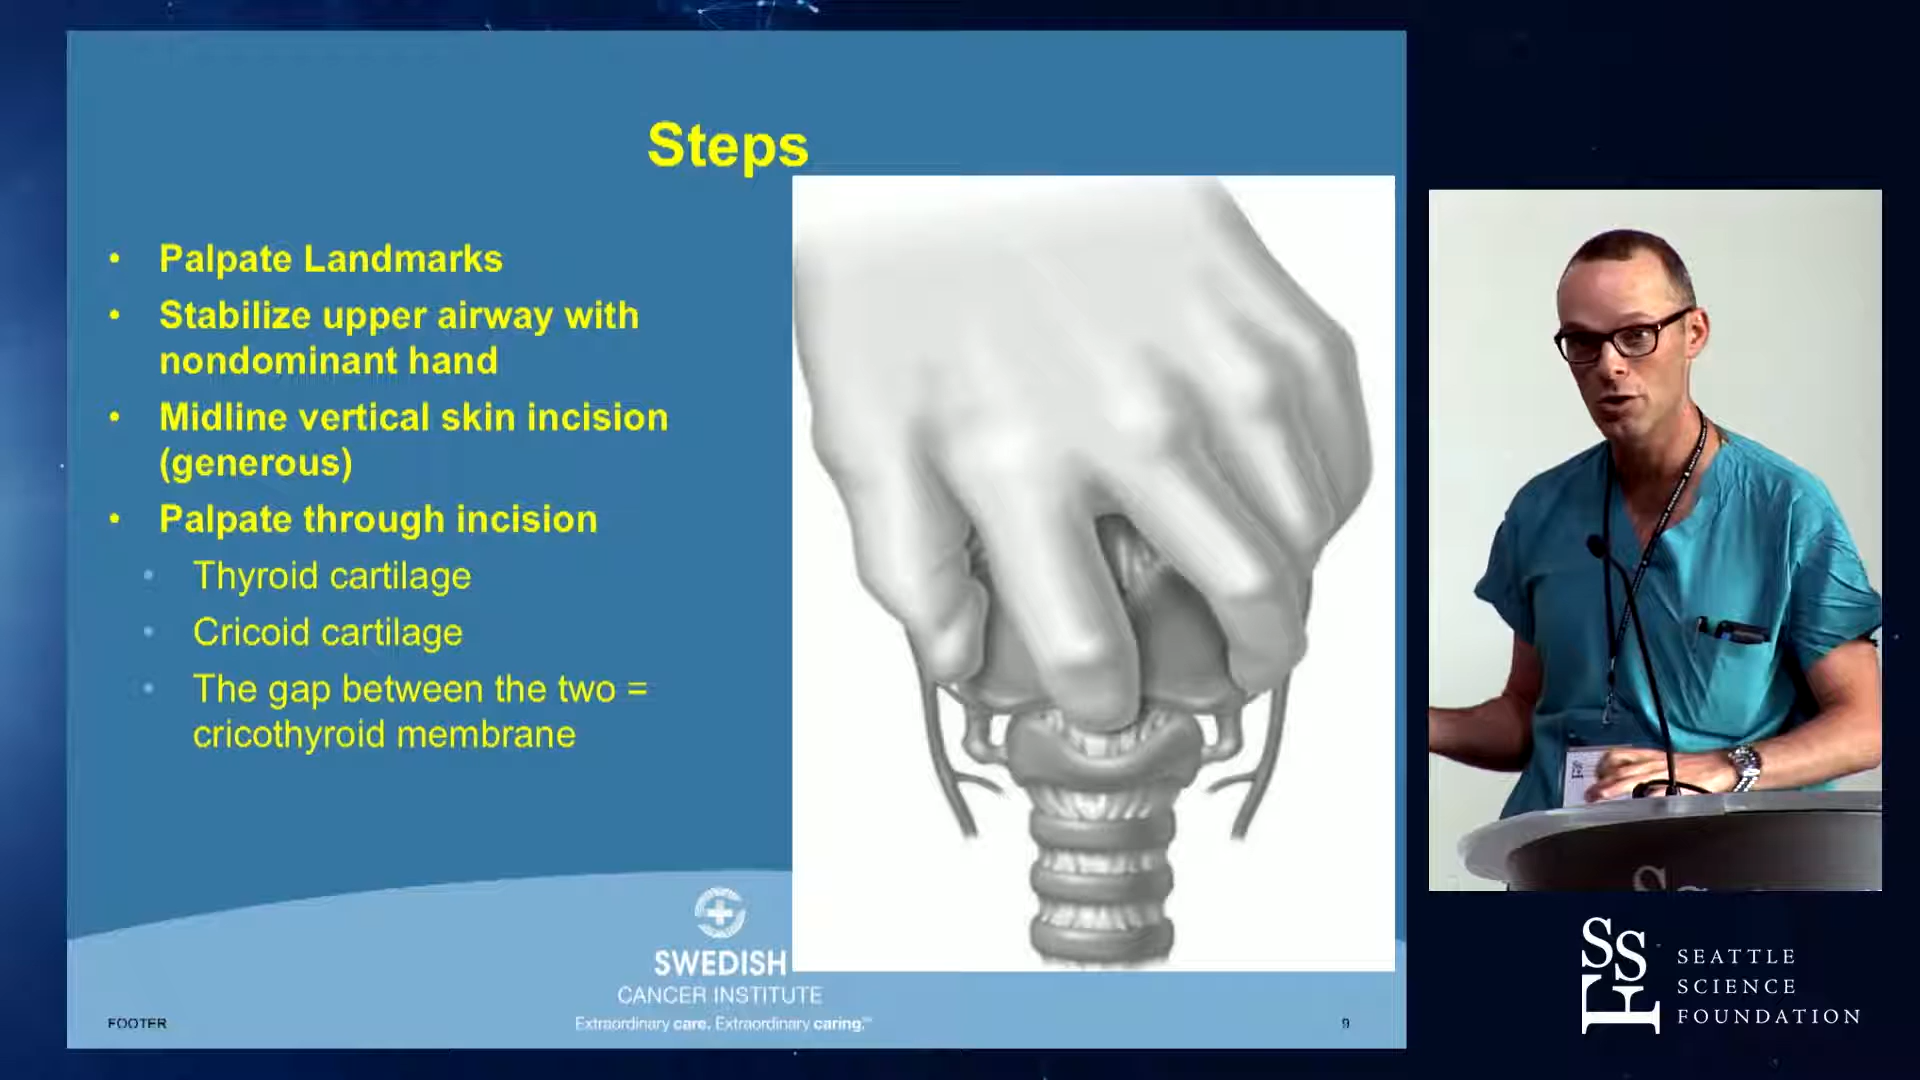 Steps
• Palpate Landmarks
• Stabilize upper airway with
nondominant hand
• Midline vertical skin incision
(generous)
• Palpate through incision
• Thyroid cartilage
• Cricoid cartilage
• The gap between the two =
cricothyroid membrane
SWEDISH
CANCER INSTITUTE
Extraordinary care. Extraordinary caring.℠
FOOTER
9
SSF
SEATTLE
SCIENCE
FOUNDATION